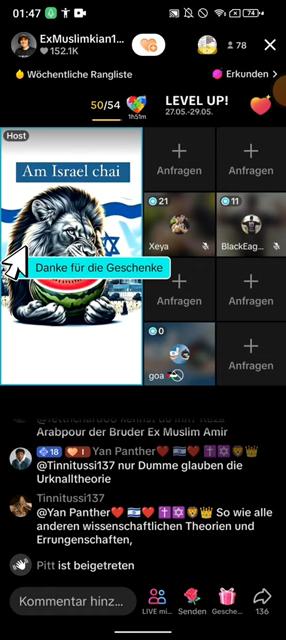 01:47
74
ExMuslimkian1...
152.1K
78
Wöchentliche Rangliste
Erkunden
50/54
1h51m
LEVEL UP!
27.05.-29.05.
Host
Am Israel chai
Danke für die Geschenke
Anfragen
Anfragen
21
Xeya
11
BlackEag...
Anfragen
Anfragen
0
goa
Anfragen
Arabpour der Bruder Ex Muslim Amir
18 I Yan Panther
@Tinnitussi137 nur Dumme glauben die
Urknalltheorie
Tinnitussi137
@Yan Panther So wie alle
anderen wissenschaftlichen Theorien und
Errungenschaften,
Pitt ist beigetreten
Kommentar hinz...
LIVE mi...
Senden
Gesche...
136